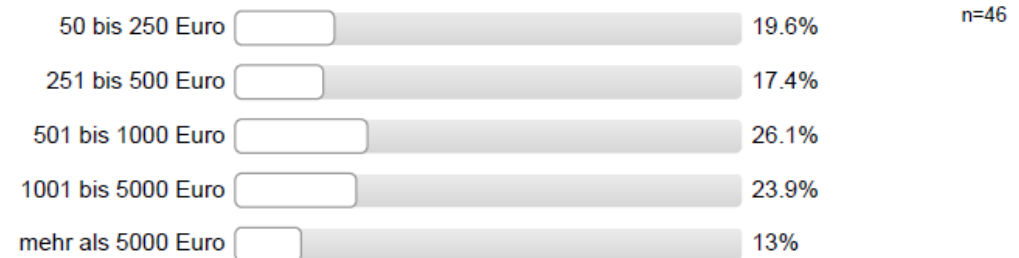 50 bis 250 Euro 19.6% n=46
251 bis 500 Euro 17.4%
501 bis 1000 Euro 26.1%
1001 bis 5000 Euro 23.9%
mehr als 5000 Euro 13%